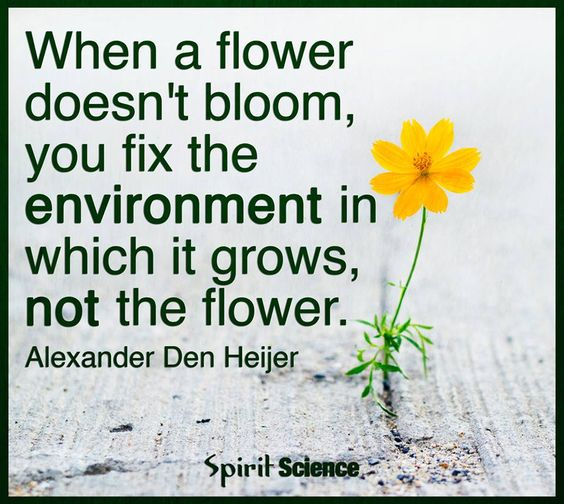 When a flower
doesn't bloom,
you fix the
environment in
which it grows,
not the flower.
Alexander Den Heijer
Spirit Science